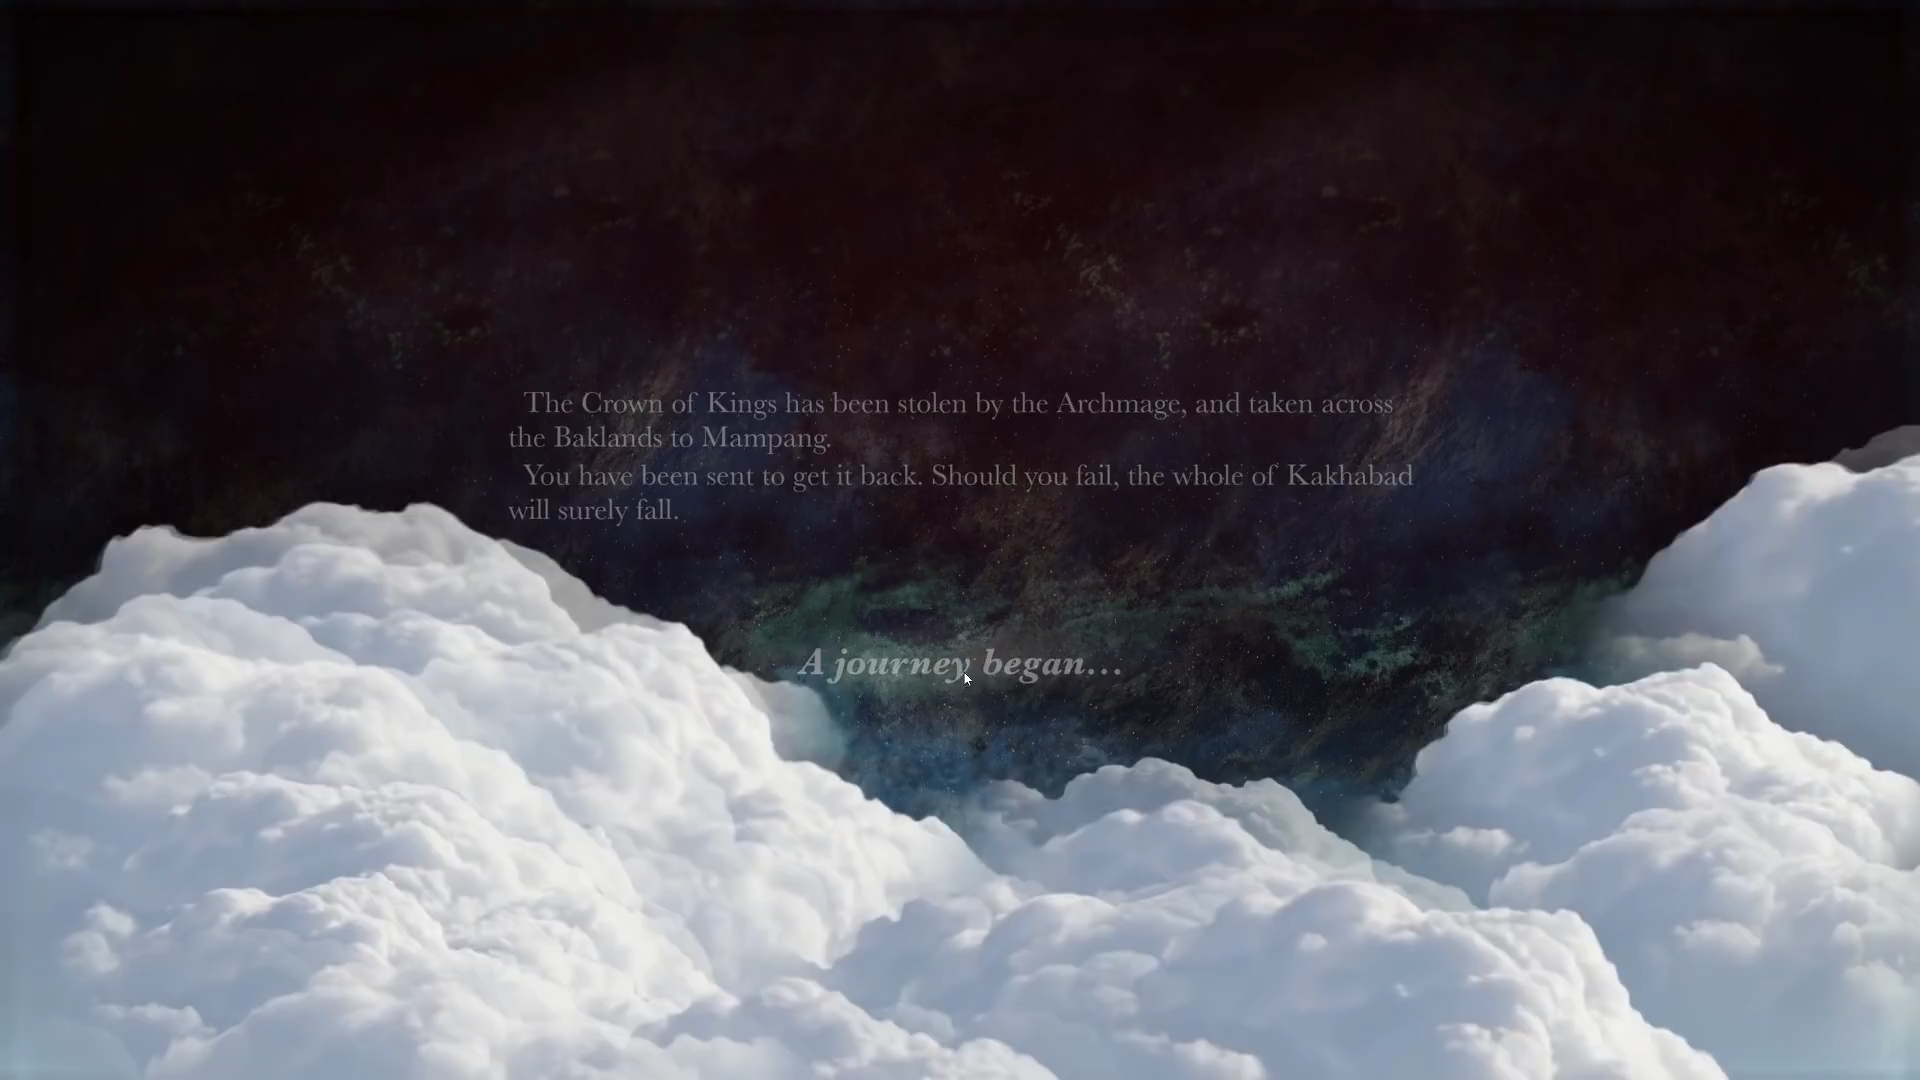 The Crown of Kings has been stolen by the Archmage, and taken across
the Baklands to Mampang.
You have been sent to get it back. Should you fail, the whole of Kakhabad
will surely fall.
A journey began...